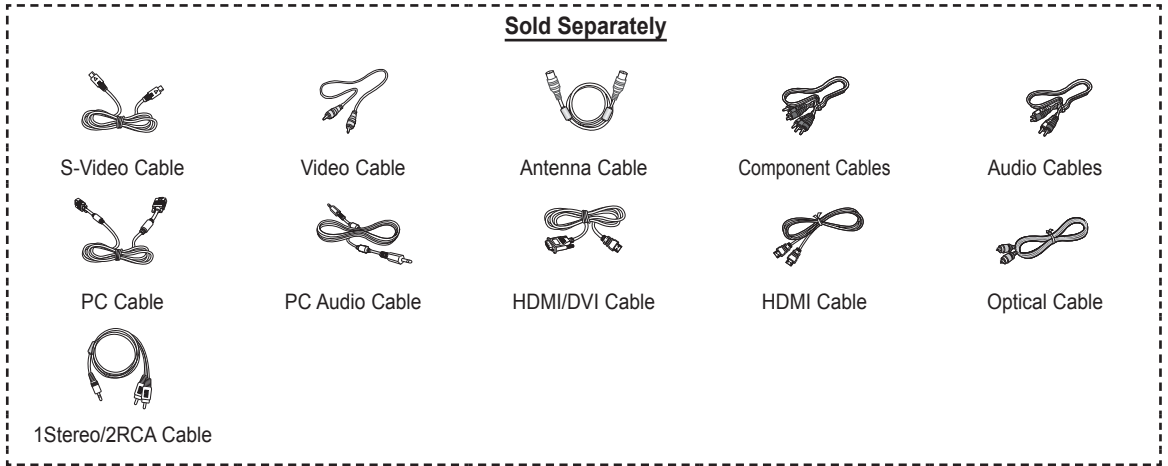 Sold Separately
S-Video Cable
Video Cable
Antenna Cable
Component Cables
Audio Cables
PC Cable
PC Audio Cable
HDMI/DVI Cable
HDMI Cable
Optical Cable
1Stereo/2RCA Cable